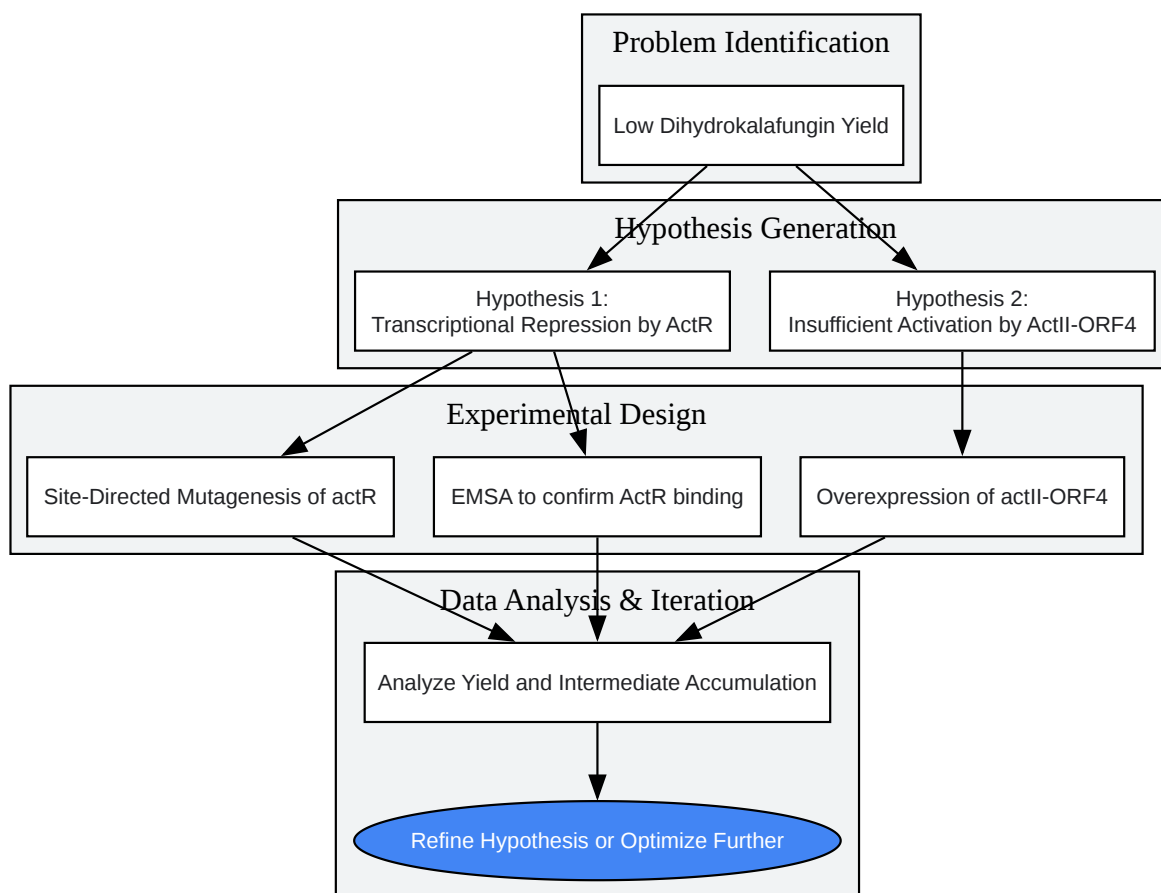 Problem Identification
Low Dihydrokalafungin Yield
Hypothesis Generation
Hypothesis 1:
Transcriptional Repression by ActR
Hypothesis 2:
Insufficient Activation by ActII-ORF4
Experimental Design
Site-Directed Mutagenesis of actR
EMSA to confirm ActR binding
Overexpression of actII-ORF4
Data Analysis & Iteration
Analyze Yield and Intermediate Accumulation
Refine Hypothesis or Optimize Further